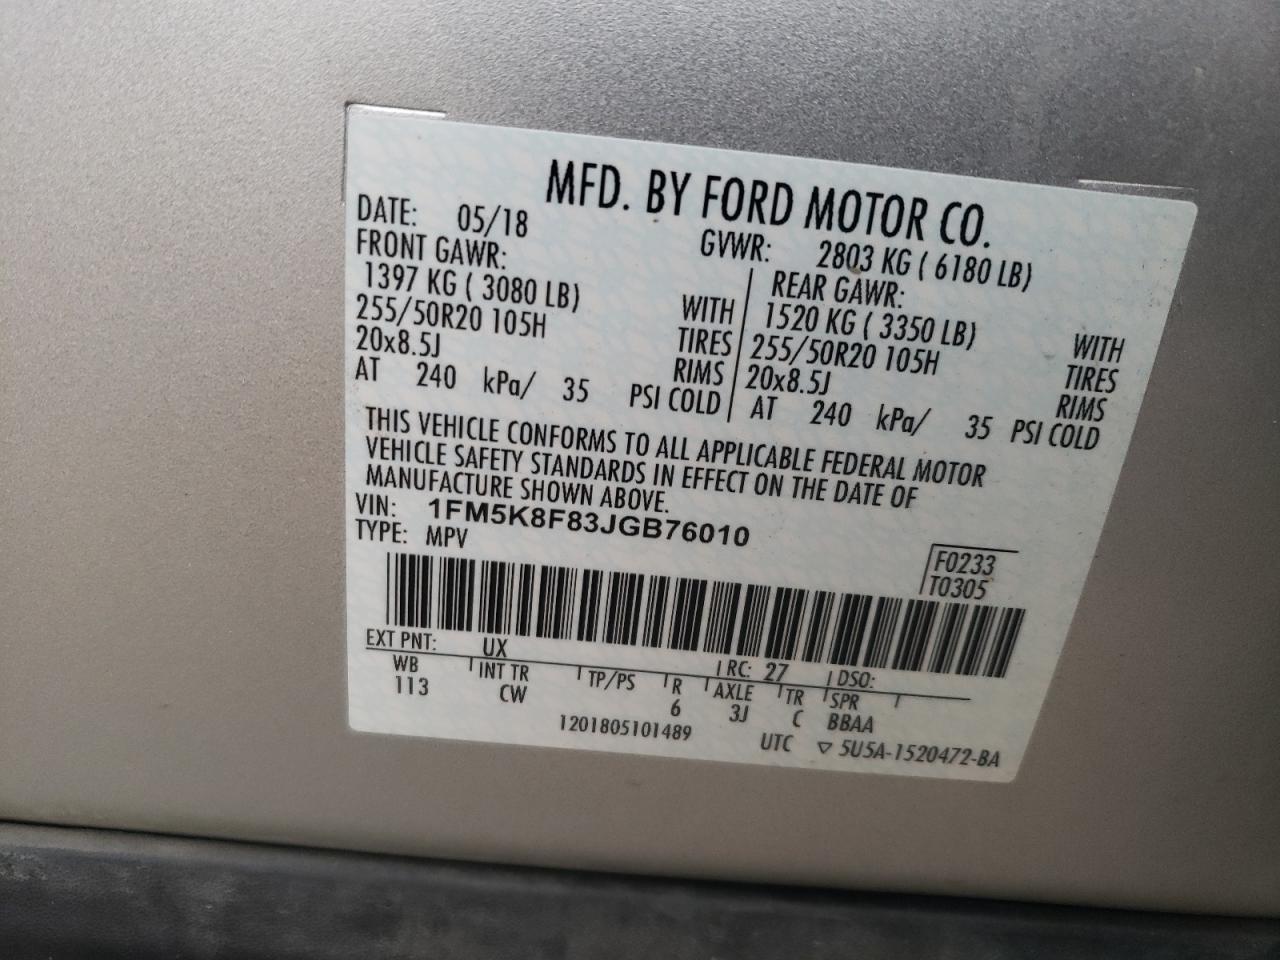 MFD. BY FORD MOTOR CO.
DATE: 05/18 GVWR: 2803 KG ( 6180 LB)
FRONT GAWR: REAR GAWR:
1397 KG ( 3080 LB) WITH 1520 KG ( 3350 LB) WITH
255/50R20 105H TIRES 255/50R20 105H TIRES
20x8.5J RIMS 20x8.5J RIMS
AT 240 kPa/ 35 PSI COLD AT 240 kPa/ 35 PSI COLD
THIS VEHICLE CONFORMS TO ALL APPLICABLE FEDERAL MOTOR
VEHICLE SAFETY STANDARDS IN EFFECT ON THE DATE OF
MANUFACTURE SHOWN ABOVE.
VIN: 1FM5K8F83JGB76010
TYPE: MPV
F0233
T0305
EXT PNT: UX RC: 27 DSO:
WB INT TR TP/PS R AXLE TR SPR
113 CW 6 3J C BBAA
1201805101489 UTC ▽ 5U5A-1520472-BA